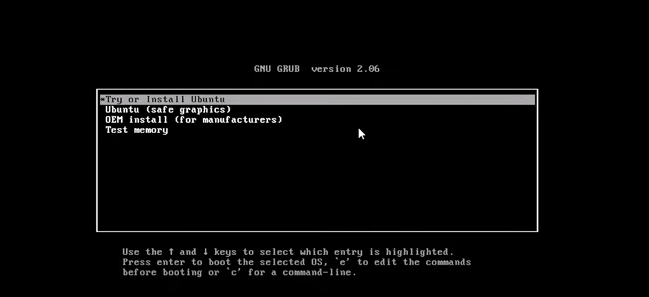 GNU GRUB  version 2.06
*Try or Install Ubuntu
Ubuntu (safe graphics)
OEM install (for manufacturers)
Test memory
Use the ↑ and ↓ keys to select which entry is highlighted.
Press enter to boot the selected OS, `e' to edit the commands
before booting or `c' for a command-line.